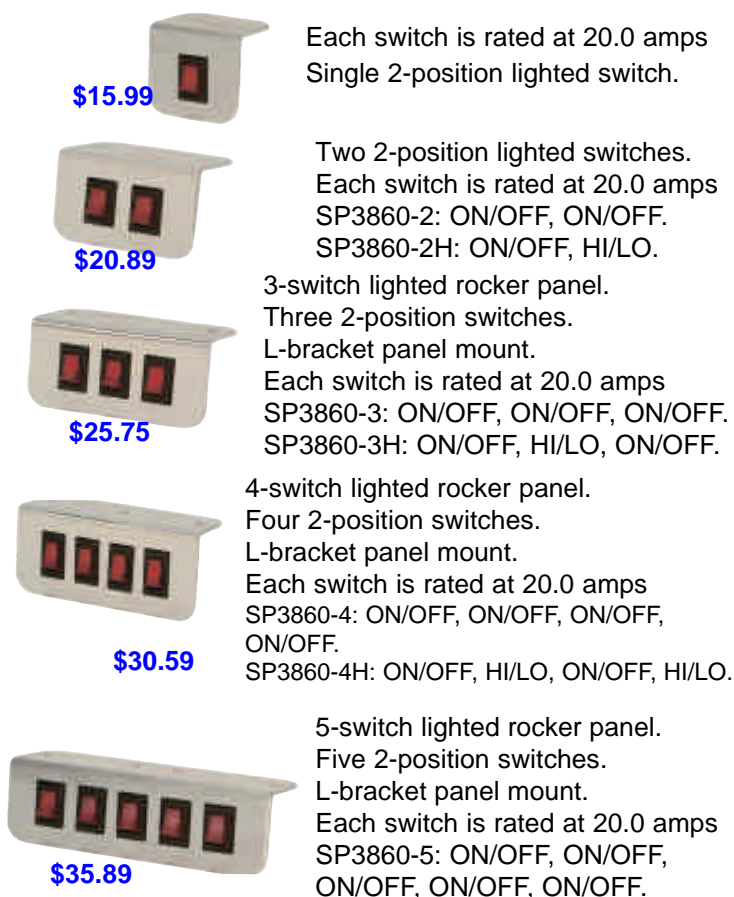 Each switch is rated at 20.0 amps
Single 2-position lighted switch.
$15.99
Two 2-position lighted switches.
Each switch is rated at 20.0 amps
SP3860-2: ON/OFF, ON/OFF.
SP3860-2H: ON/OFF, HI/LO.
$20.89
3-switch lighted rocker panel.
Three 2-position switches.
L-bracket panel mount.
Each switch is rated at 20.0 amps
SP3860-3: ON/OFF, ON/OFF, ON/OFF.
SP3860-3H: ON/OFF, HI/LO, ON/OFF.
$25.75
4-switch lighted rocker panel.
Four 2-position switches.
L-bracket panel mount.
Each switch is rated at 20.0 amps
SP3860-4: ON/OFF, ON/OFF, ON/OFF,
ON/OFF.
SP3860-4H: ON/OFF, HI/LO, ON/OFF, HI/LO.
$30.59
5-switch lighted rocker panel.
Five 2-position switches.
L-bracket panel mount.
Each switch is rated at 20.0 amps
SP3860-5: ON/OFF, ON/OFF,
ON/OFF, ON/OFF, ON/OFF.
$35.89